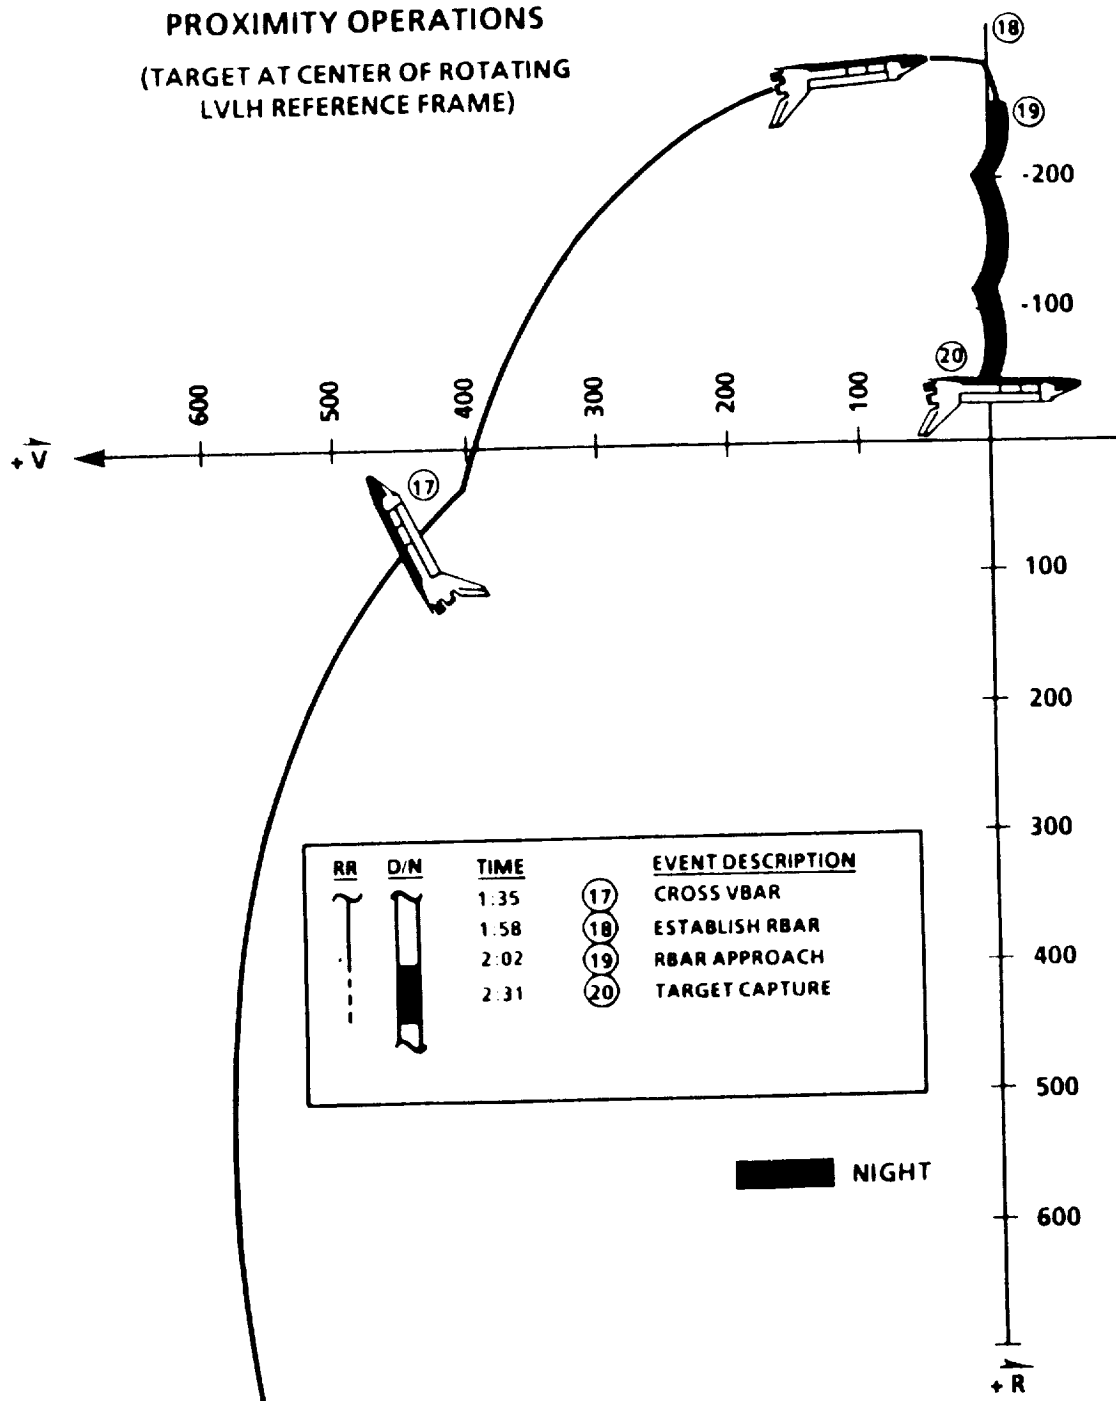 PROXIMITY OPERATIONS
(TARGET AT CENTER OF ROTATING
LVLH REFERENCE FRAME)
18
19
-200
-100
20
600
500
400
300
200
100
+ V
17
100
200
300
400
500
600
RR D/N TIME EVENT DESCRIPTION
1:35 17 CROSS VBAR
1:58 18 ESTABLISH RBAR
2:02 19 RBAR APPROACH
2:31 20 TARGET CAPTURE
NIGHT
+ R